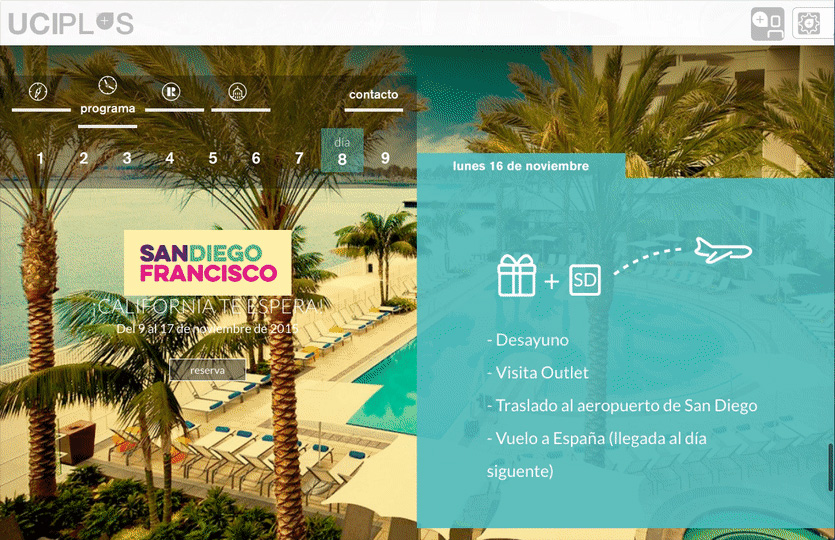 UCIPLUS
programa
contacto
1 2 3 4 5 6 7 día 8 9
SANDIEGO
FRANCISCO
¡CALIFORNIA TE ESPERA!
Del 9 al 17 de noviembre de 2015
reserva
lunes 16 de noviembre
+ SD
- Desayuno
- Visita Outlet
- Traslado al aeropuerto de San Diego
- Vuelo a España (llegada al día
siguente)